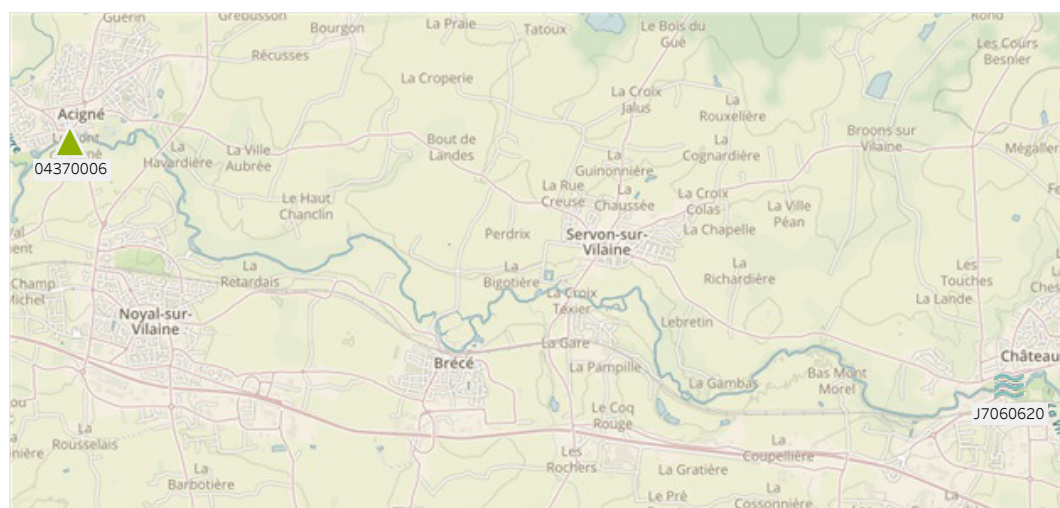 Guérin
Grébusson
Bourgon
La Praie
Tatoux
Le Bois du
Gué
Rond
Les Cours
Besnier
Récusses
La Croperie
La Croix
Jalus
La
Rouxelière
Acigné
La
Havardière
La Ville
Aubrée
Bout de
Landes
La
Guinonnière
La
Cognardière
Broons sur
Vilaine
04370006
Le Haut
Chanclin
La Rue
Creuse
La
Chaussée
La Croix
Colas
La Ville
Péan
Perdrix
Servon-sur-
Vilaine
La Chapelle
Champ
Michel
La
Retardais
La
Bigotière
La
Richardière
Les
Touches
La Lande
Noyal-sur-
Vilaine
La Croix
Texier
Lebretin
Brécé
La Gare
La Pampille
La Gambas
Bas Mont
Morel
Château
J7060620
Le Coq
Rouge
La
Rousselais
La
Barbotière
Les
Rochers
La Gratière
La
Coupellière
Le Pré
La
Cossonnière
La